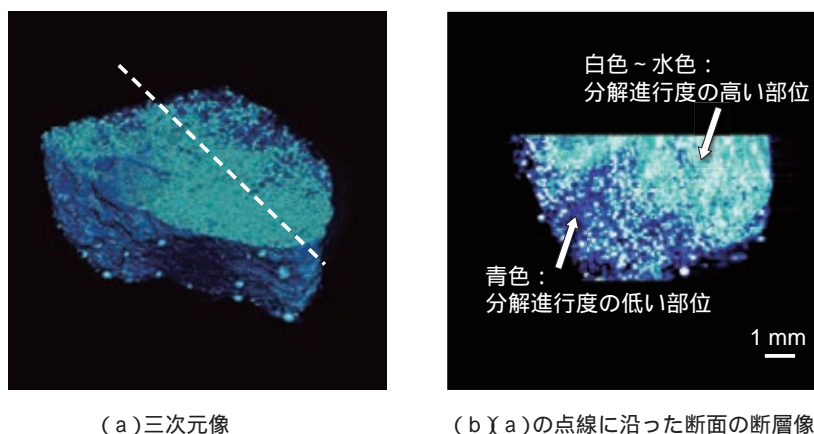 白色~水色:
分解進行度の高い部位
青色:
分解進行度の低い部位
1 mm
(a)三次元像
(b)(a)の点線に沿った断面の断層像